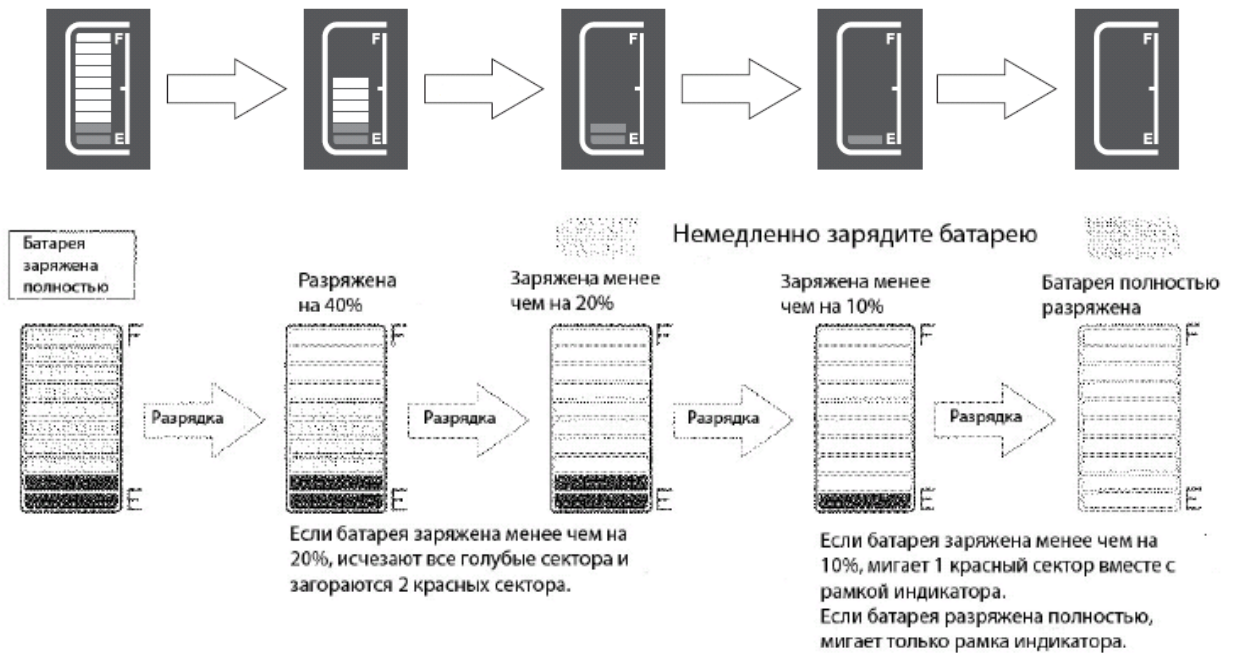 F
E
F
E
F
E
F
E
F
E
Батарея
заряжена
полностью
Немедленно зарядите батарею
Разряжена
на 40%
Заряжена менее
чем на 20%
Заряжена менее
чем на 10%
Батарея полностью
разряжена
F
F
F
F
F
Разрядка
Разрядка
Разрядка
Разрядка
E
E
E
E
E
Если батарея заряжена менее чем на
20%, исчезают все голубые сектора и
загораются 2 красных сектора.
Если батарея заряжена менее чем на
10%, мигает 1 красный сектор вместе с
рамкой индикатора.
Если батарея разряжена полностью,
мигает только рамка индикатора.